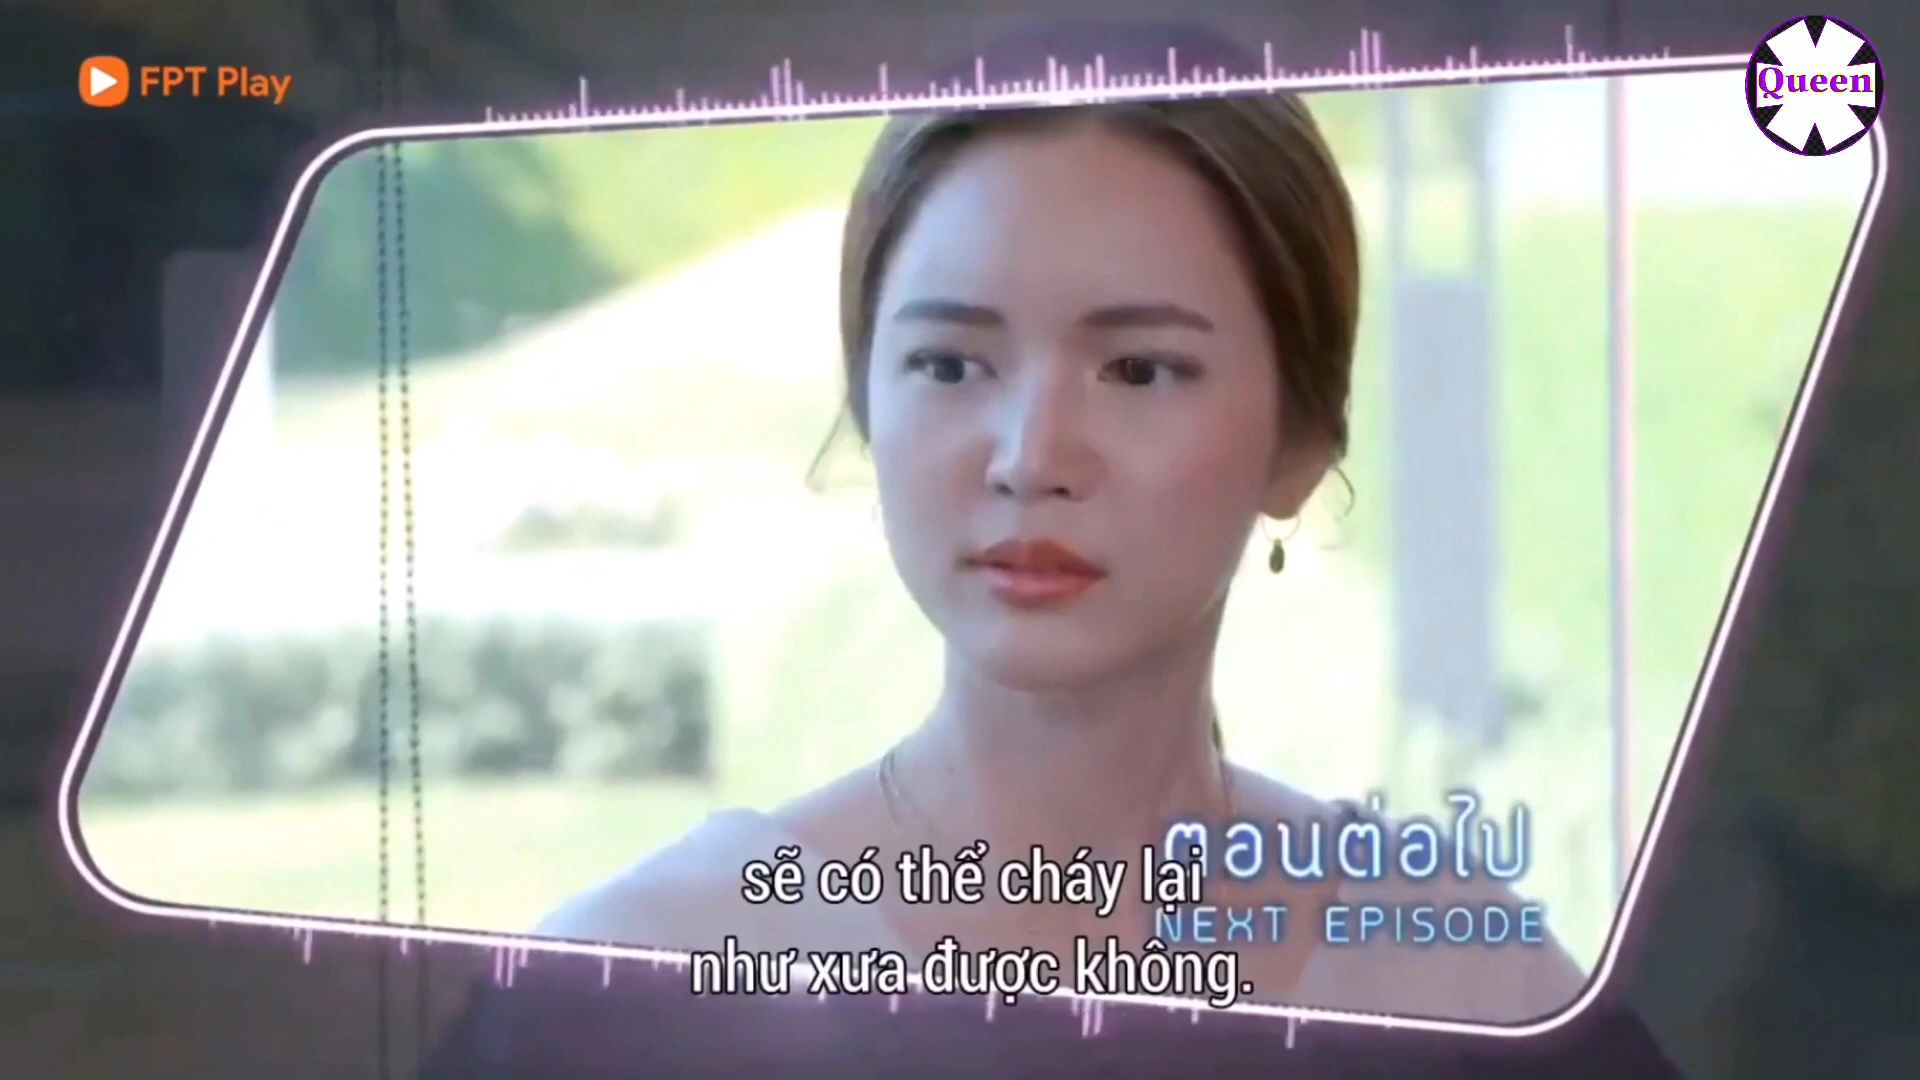 FPT Play
Queen
ตอนต่อไป
NEXT EPISODE
sẽ có thể cháy lại
như xưa được không.